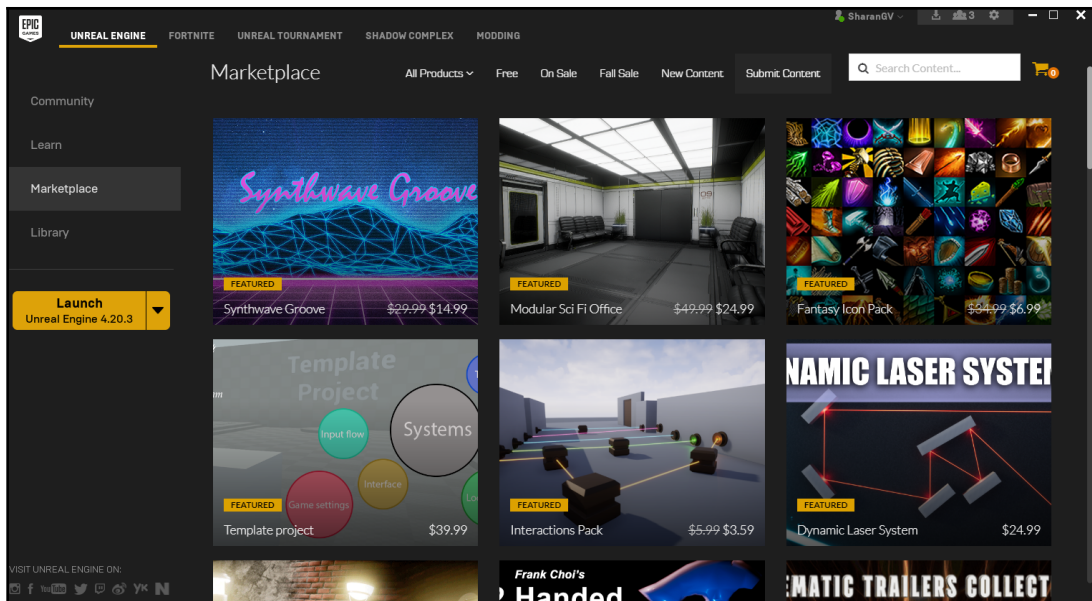 EPIC
GAMES
UNREAL ENGINE FORTNITE UNREAL TOURNAMENT SHADOW COMPLEX MODDING
SharanGV
3
Marketplace
All Products Free On Sale Fall Sale New Content Submit Content
Search Content...
0
Community
Learn
Marketplace
Library
Launch
Unreal Engine 4.20.3
Synthwave Groove
FEATURED
Synthwave Groove $29.99 $14.99
09
FEATURED
Modular Sci Fi Office $49.99 $24.99
FEATURED
Fantasy Icon Pack $34.99 $6.99
Template
Project
Systems
Input flow
Interface
Game settings
FEATURED
Template project $39.99
FEATURED
Interactions Pack $5.99 $3.59
NAMIC LASER SYSTE
FEATURED
Dynamic Laser System $24.99
Frank Choi's
Handed
EMATIC TRAILERS COLLECT
VISIT UNREAL ENGINE ON:
YouTube